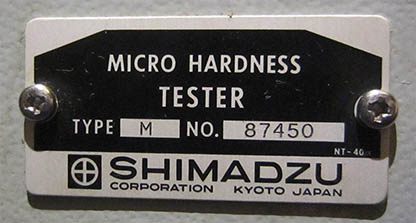 MICRO HARDNESS
TESTER
TYPE M NO. 87450
SHIMADZU
CORPORATION KYOTO JAPAN